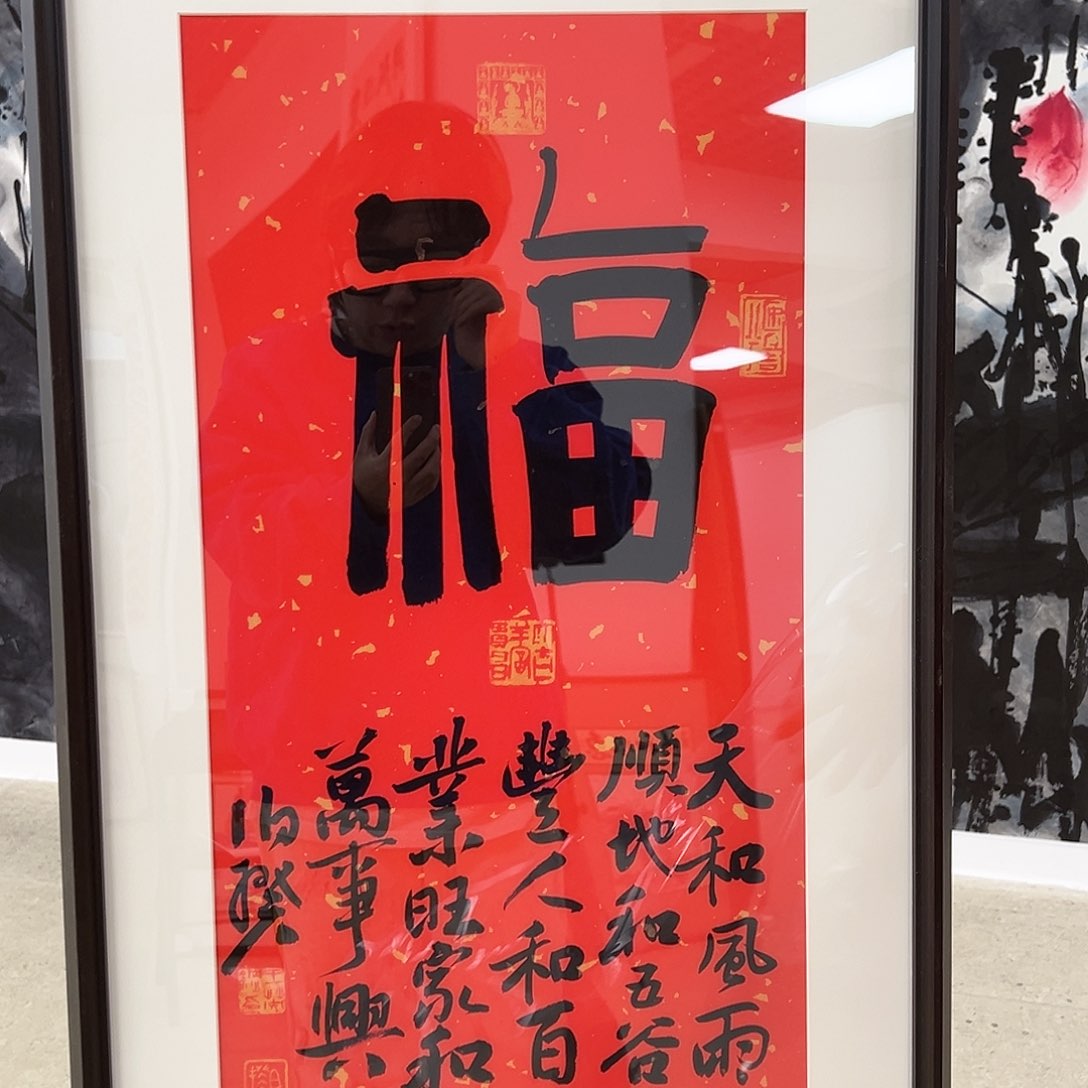 福
天和風雨
順地和五谷
豐豐人和百
業旺家和
萬事興